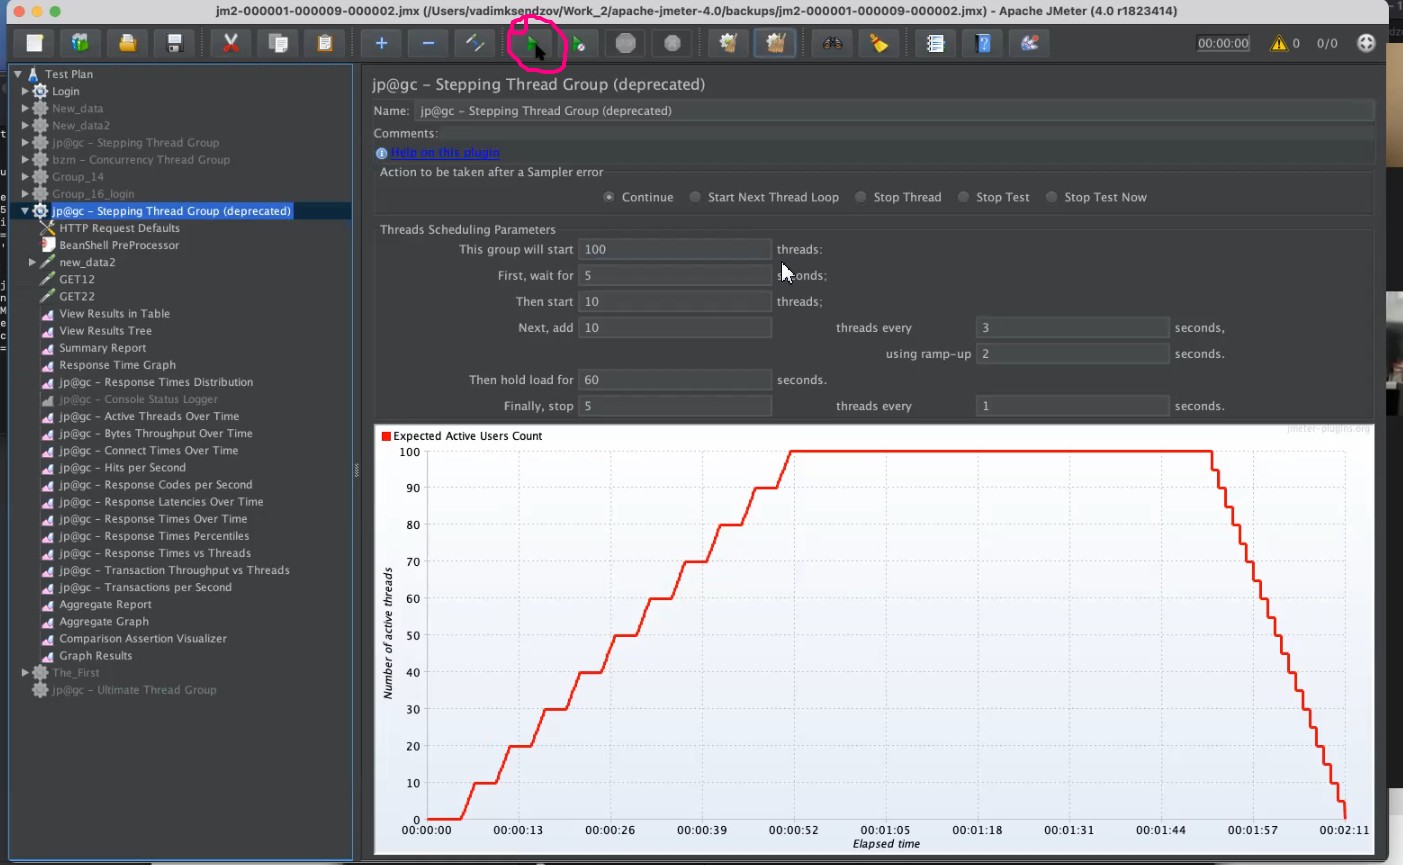 jm2-000001-000009-000002.jmx (/Users/vadimksendzov/Work_2/apache-jmeter-4.0/backups/jm2-000001-000009-000002.jmx) - Apache JMeter (4.0 r1823414)
00:00:00 0 0/0
Test Plan
Login
New_data
New_data2
jp@gc - Stepping Thread Group
bzm - Concurrency Thread Group
Group_14
Group_16_login
jp@gc - Stepping Thread Group (deprecated)
HTTP Request Defaults
BeanShell PreProcessor
new_data2
GET12
GET22
View Results in Table
View Results Tree
Summary Report
Response Time Graph
jp@gc - Response Times Distribution
jp@gc - Console Status Logger
jp@gc - Active Threads Over Time
jp@gc - Bytes Throughput Over Time
jp@gc - Connect Times Over Time
jp@gc - Hits per Second
jp@gc - Response Codes per Second
jp@gc - Response Latencies Over Time
jp@gc - Response Times Over Time
jp@gc - Response Times Percentiles
jp@gc - Response Times vs Threads
jp@gc - Transaction Throughput vs Threads
jp@gc - Transactions per Second
Aggregate Report
Aggregate Graph
Comparison Assertion Visualizer
Graph Results
The_First
jp@gc - Ultimate Thread Group
jp@gc - Stepping Thread Group (deprecated)
Name: jp@gc - Stepping Thread Group (deprecated)
Comments:
Help on this plugin
Action to be taken after a Sampler error
Continue Start Next Thread Loop Stop Thread Stop Test Stop Test Now
Threads Scheduling Parameters
This group will start 100 threads:
First, wait for 5 seconds;
Then start 10 threads;
Next, add 10 threads every 3 seconds,
using ramp-up 2 seconds.
Then hold load for 60 seconds.
Finally, stop 5 threads every 1 seconds.
Expected Active Users Count
jmeter-plugins.org
100
90
80
70
60
50
40
30
20
10
0
Number of active threads
00:00:00 00:00:13 00:00:26 00:00:39 00:00:52 00:01:05 00:01:18 00:01:31 00:01:44 00:01:57 00:02:11
Elapsed time